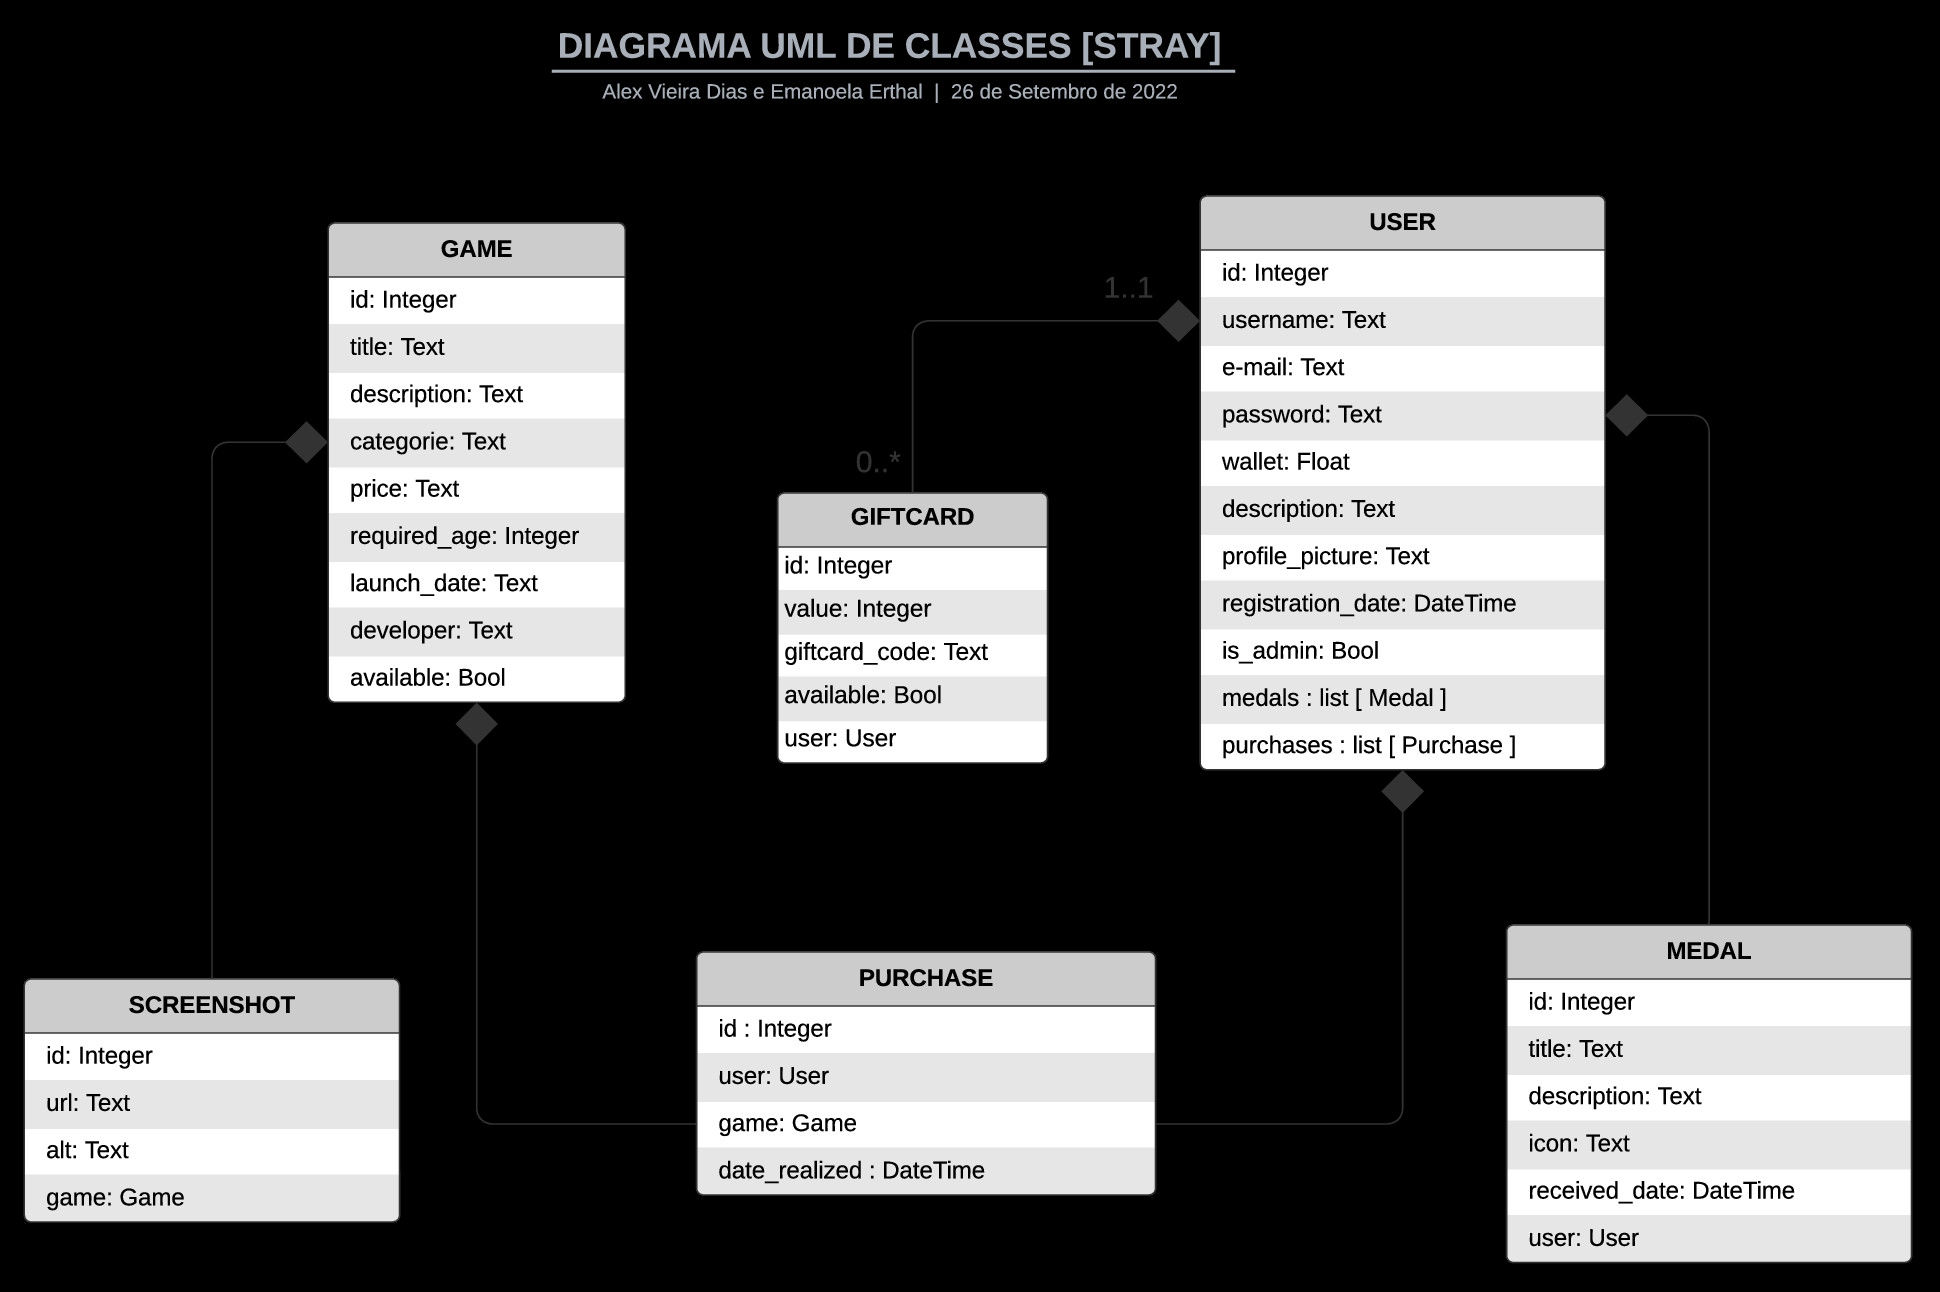 DIAGRAMA UML DE CLASSES [STRAY]
Alex Vieira Dias e Emanoela Erthal | 26 de Setembro de 2022
GAME
id: Integer
title: Text
description: Text
categorie: Text
price: Text
required_age: Integer
launch_date: Text
developer: Text
available: Bool
1..1
0..*
GIFTCARD
id: Integer
value: Integer
giftcard_code: Text
available: Bool
user: User
USER
id: Integer
username: Text
e-mail: Text
password: Text
wallet: Float
description: Text
profile_picture: Text
registration_date: DateTime
is_admin: Bool
medals : list [ Medal ]
purchases : list [ Purchase ]
SCREENSHOT
id: Integer
url: Text
alt: Text
game: Game
PURCHASE
id : Integer
user: User
game: Game
date_realized : DateTime
MEDAL
id: Integer
title: Text
description: Text
icon: Text
received_date: DateTime
user: User